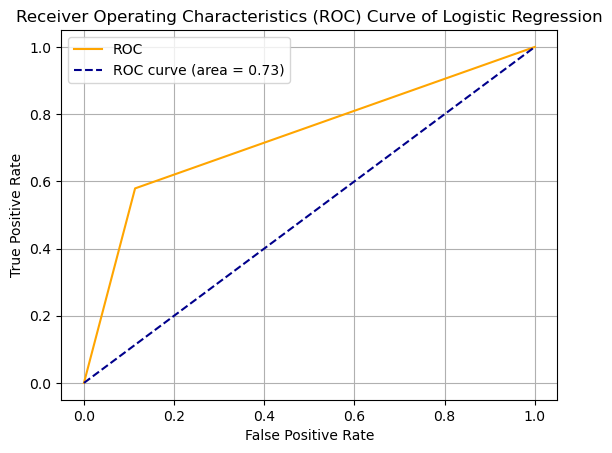 Receiver Operating Characteristics (ROC) Curve of Logistic Regression
ROC
ROC curve (area = 0.73)
True Positive Rate
1.0
0.8
0.6
0.4
0.2
0.0
0.0 0.2 0.4 0.6 0.8 1.0
False Positive Rate